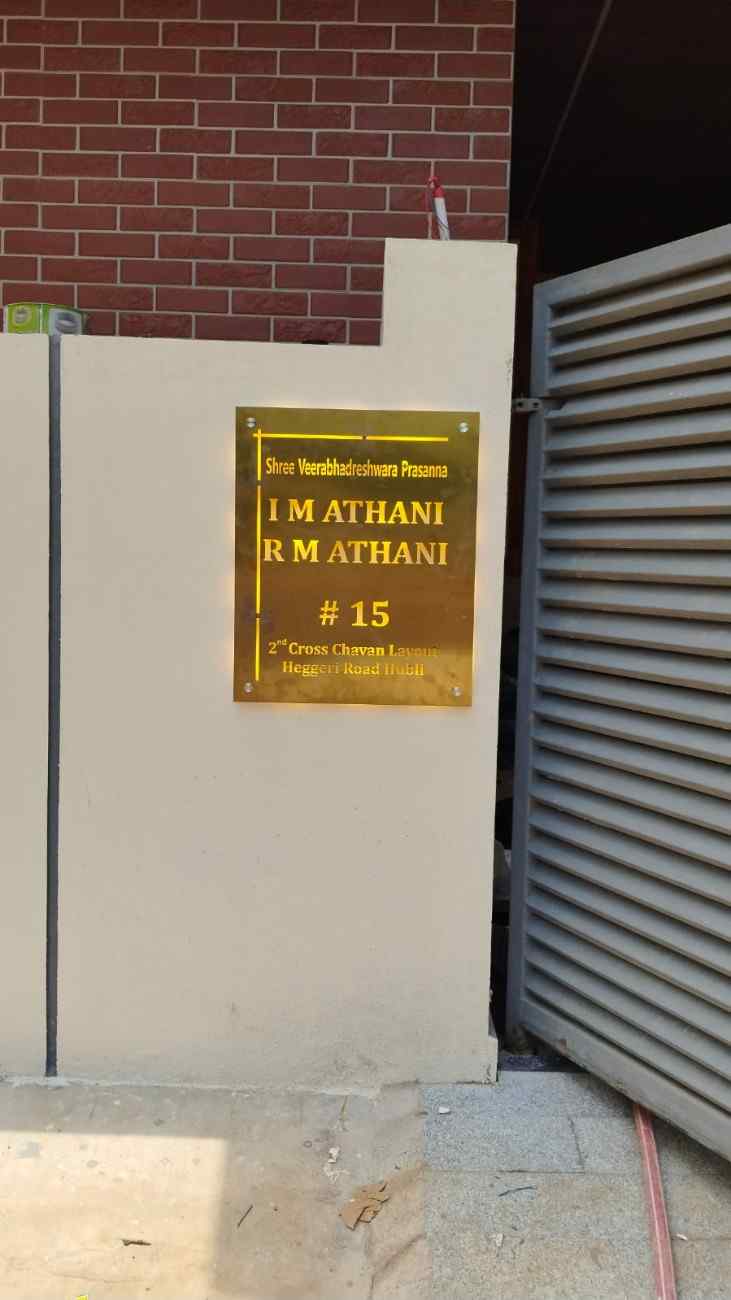 Shree Veerabhadreshwara Prasanna
I M ATHANI
R M ATHANI
# 15
2nd Cross Chavan Layout
Heggeri Road Hubli